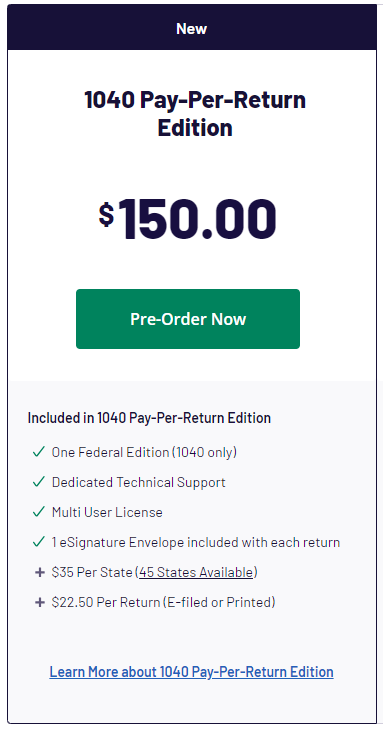 New
1040 Pay-Per-Return
Edition
$150.00
Pre-Order Now
Included in 1040 Pay-Per-Return Edition
One Federal Edition (1040 only)
Dedicated Technical Support
Multi User License
1 eSignature Envelope included with each return
+ $35 Per State (45 States Available)
+ $22.50 Per Return (E-filed or Printed)
Learn More about 1040 Pay-Per-Return Edition